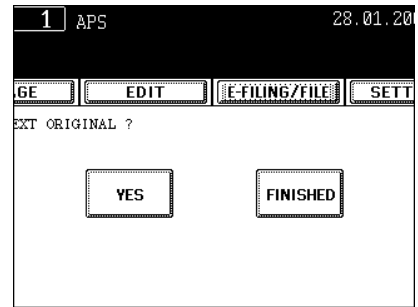 1 APS 28.01.20
GE EDIT E-FILING/FILE SETT
EXT ORIGINAL ?
YES FINISHED